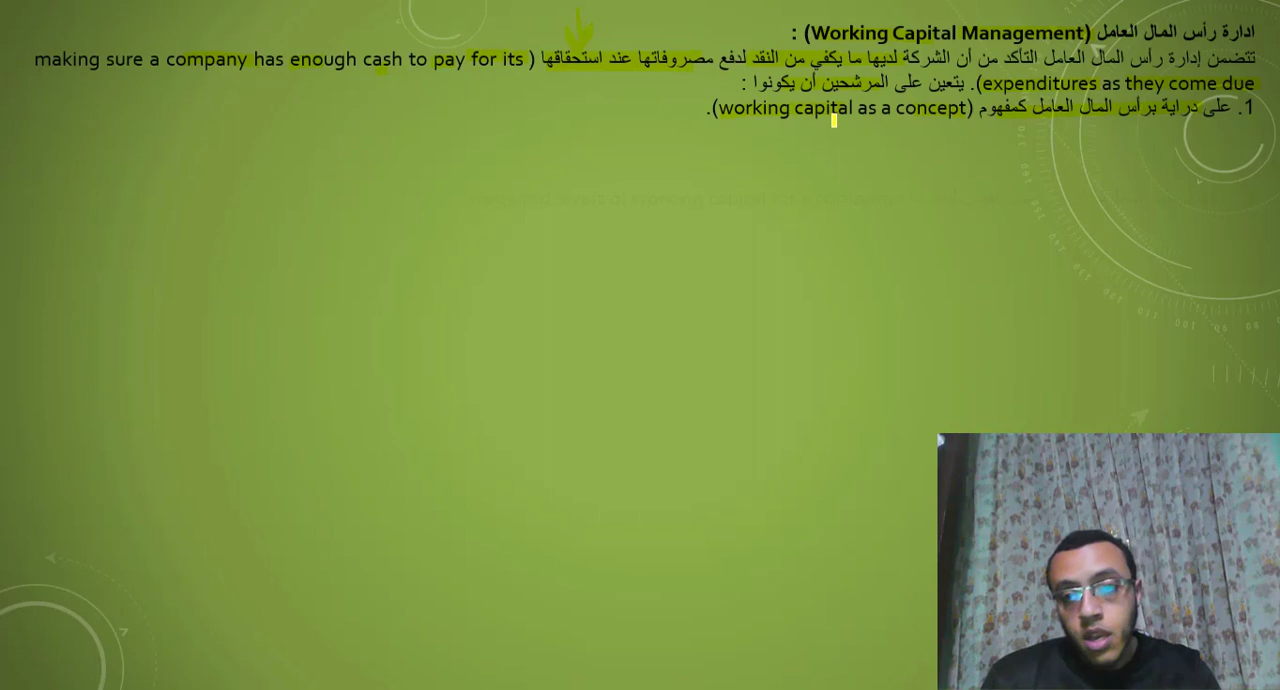 ادارة رأس المال العامل (Working Capital Management) :
تتضمن إدارة رأس المال العامل التأكد من أن الشركة لديها ما يكفي من النقد لدفع مصروفاتها عند استحقاقها (making sure a company has enough cash to pay for its
expenditures as they come due). يتعين على المرشحين أن يكونوا :
1. على دراية برأس المال العامل كمفهوم (working capital as a concept).